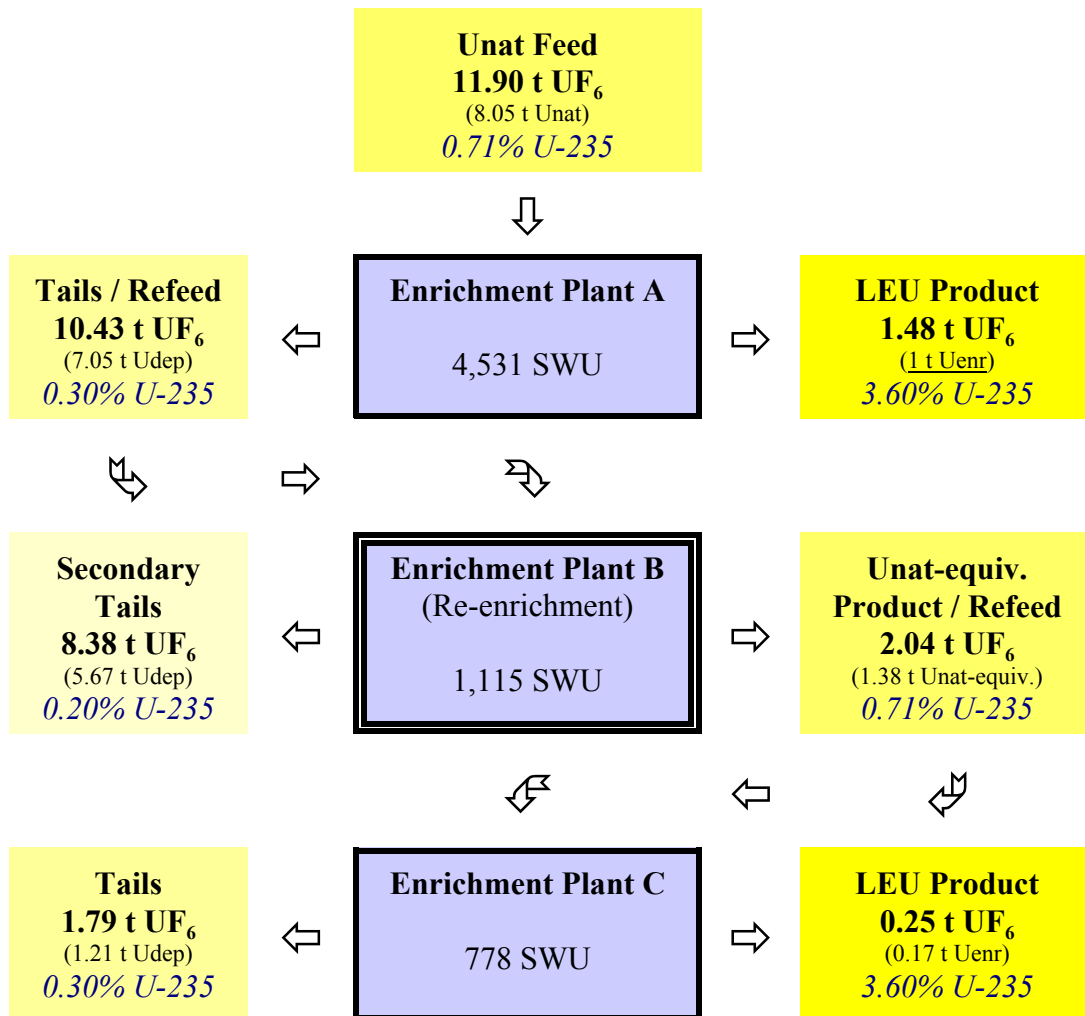 Unat Feed
11.90 t UF₆
(8.05 t Unat)
0.71% U-235
Tails / Refeed
10.43 t UF₆
(7.05 t Udep)
0.30% U-235
Enrichment Plant A
4,531 SWU
LEU Product
1.48 t UF₆
(1 t Uenr)
3.60% U-235
Secondary
Tails
8.38 t UF₆
(5.67 t Udep)
0.20% U-235
Enrichment Plant B
(Re-enrichment)
1,115 SWU
Unat-equiv.
Product / Refeed
2.04 t UF₆
(1.38 t Unat-equiv.)
0.71% U-235
Tails
1.79 t UF₆
(1.21 t Udep)
0.30% U-235
Enrichment Plant C
778 SWU
LEU Product
0.25 t UF₆
(0.17 t Uenr)
3.60% U-235